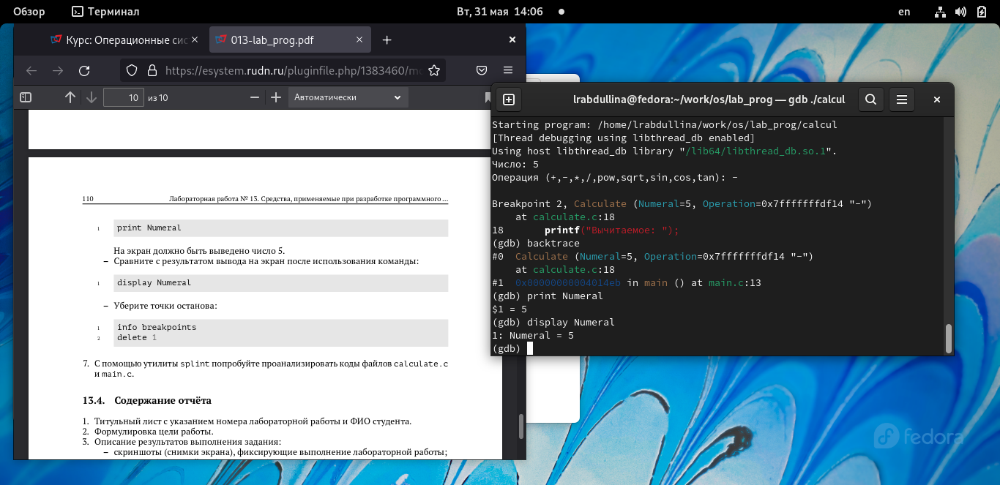 Обзор
Терминал
Вт, 31 мая 14:06
en
Курс: Операционные сис
013-lab_prog.pdf
https://esystem.rudn.ru/pluginfile.php/1383460/mo
10 из 10
Автоматически
110 Лабораторная работа № 13. Средства, применяемые при разработке программного ...
1 print Numeral
На экран должно быть выведено число 5.
– Сравните с результатом вывода на экран после использования команды:
1 display Numeral
– Уберите точки останова:
1 info breakpoints
2 delete 1
7. С помощью утилиты splint попробуйте проанализировать коды файлов calculate.c
и main.c.
13.4. Содержание отчёта
1. Титульный лист с указанием номера лабораторной работы и ФИО студента.
2. Формулировка цели работы.
3. Описание результатов выполнения задания:
– скриншоты (снимки экрана), фиксирующие выполнение лабораторной работы;
lrabdullina@fedora:~/work/os/lab_prog — gdb ./calcul
Starting program: /home/lrabdullina/work/os/lab_prog/calcul
[Thread debugging using libthread_db enabled]
Using host libthread_db library "/lib64/libthread_db.so.1".
Число: 5
Операция (+,-,*,/,pow,sqrt,sin,cos,tan): -
Breakpoint 2, Calculate (Numeral=5, Operation=0x7fffffffdf14 "-")
at calculate.c:18
18 printf("Вычитаемое: ");
(gdb) backtrace
#0 Calculate (Numeral=5, Operation=0x7fffffffdf14 "-")
at calculate.c:18
#1 0x00000000004014eb in main () at main.c:13
(gdb) print Numeral
$1 = 5
(gdb) display Numeral
1: Numeral = 5
(gdb)
fedora